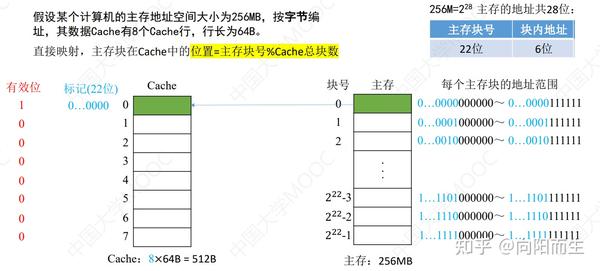 假设某个计算机的主存地址空间大小为256MB，按字节编
址，其数据Cache有8个Cache行，行长为64B。
直接映射，主存块在Cache中的位置=主存块号%Cache总块数
256M=2²⁸ 主存的地址共28位：
主存块号 块内地址
22位 6位
有效位 标记(22位) Cache 块号 主存 每个主存块的地址范围
1 0…0000 0 0 0…0000000000～ 0…0000111111
0 1 1 0…0001000000～ 0…0001111111
0 2 2 0…0010000000～ 0…0010111111
0 3
0 4 ⋮
0 5 2²²-3 1…1101000000～ 1…1101111111
0 6 2²²-2 1…1110000000～ 1…1110111111
0 7 2²²-1 1…1111000000～ 1…1111111111
Cache：8×64B = 512B 主存：256MB
中国大学MOOC
知乎 @向阳而生